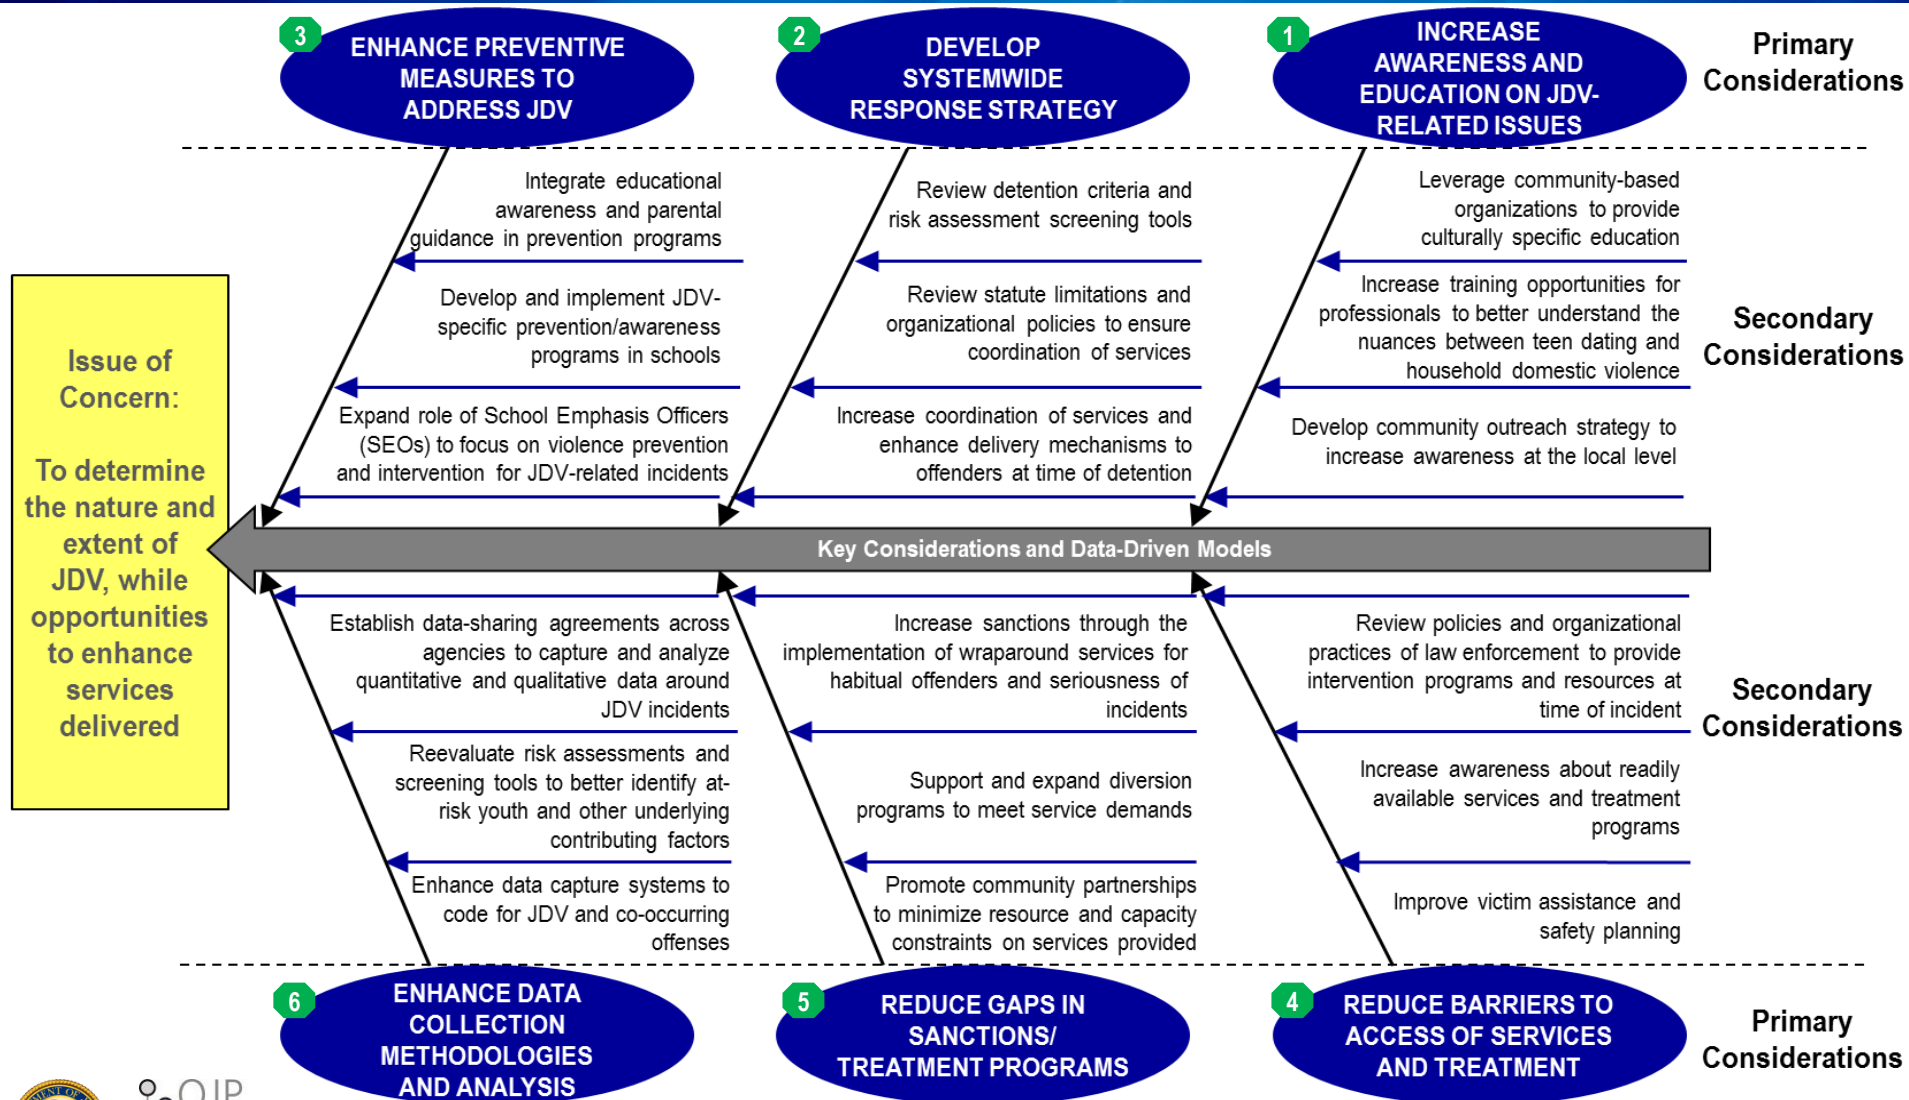 3
ENHANCE PREVENTIVE
MEASURES TO
ADDRESS JDV
2
DEVELOP
SYSTEMWIDE
RESPONSE STRATEGY
1
INCREASE
AWARENESS AND
EDUCATION ON JDV-
RELATED ISSUES
Primary
Considerations
Integrate educational
awareness and parental
guidance in prevention programs
Develop and implement JDV-
specific prevention/awareness
programs in schools
Expand role of School Emphasis Officers
(SEOs) to focus on violence prevention
and intervention for JDV-related incidents
Review detention criteria and
risk assessment screening tools
Review statute limitations and
organizational policies to ensure
coordination of services
Increase coordination of services and
enhance delivery mechanisms to
offenders at time of detention
Leverage community-based
organizations to provide
culturally specific education
Increase training opportunities for
professionals to better understand the
nuances between teen dating and
household domestic violence
Develop community outreach strategy to
increase awareness at the local level
Secondary
Considerations
Issue of
Concern:
To determine
the nature and
extent of
JDV, while
opportunities
to enhance
services
delivered
Key Considerations and Data-Driven Models
Establish data-sharing agreements across
agencies to capture and analyze
quantitative and qualitative data around
JDV incidents
Reevaluate risk assessments and
screening tools to better identify at-
risk youth and other underlying
contributing factors
Enhance data capture systems to
code for JDV and co-occurring
offenses
Increase sanctions through the
implementation of wraparound services for
habitual offenders and seriousness of
incidents
Support and expand diversion
programs to meet service demands
Promote community partnerships
to minimize resource and capacity
constraints on services provided
Review policies and organizational
practices of law enforcement to provide
intervention programs and resources at
time of incident
Increase awareness about readily
available services and treatment
programs
Improve victim assistance and
safety planning
Secondary
Considerations
6
ENHANCE DATA
COLLECTION
METHODOLOGIES
AND ANALYSIS
5
REDUCE GAPS IN
SANCTIONS/
TREATMENT PROGRAMS
4
REDUCE BARRIERS TO
ACCESS OF SERVICES
AND TREATMENT
Primary
Considerations
OJP